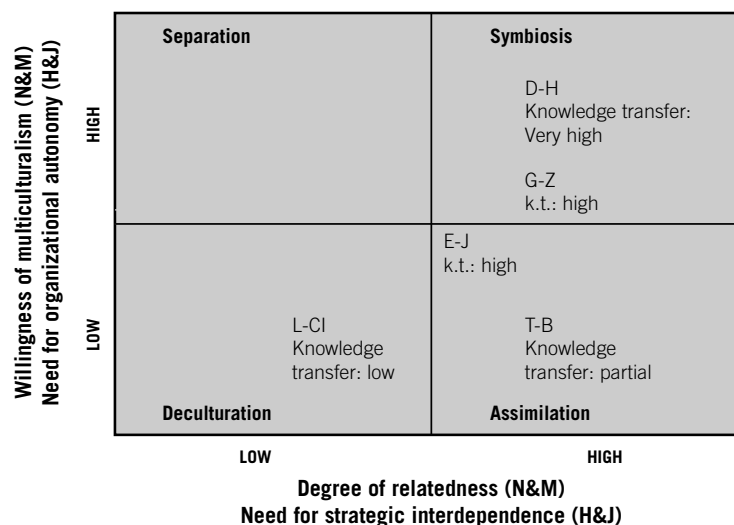 Willingness of multiculturalism (N&M)
Need for organizational autonomy (H&J)
HIGH
LOW
Separation
Symbiosis
D-H
Knowledge transfer:
Very high
G-Z
k.t.: high
E-J
k.t.: high
L-CI
Knowledge
transfer: low
T-B
Knowledge
transfer: partial
Deculturation
Assimilation
LOW
HIGH
Degree of relatedness (N&M)
Need for strategic interdependence (H&J)